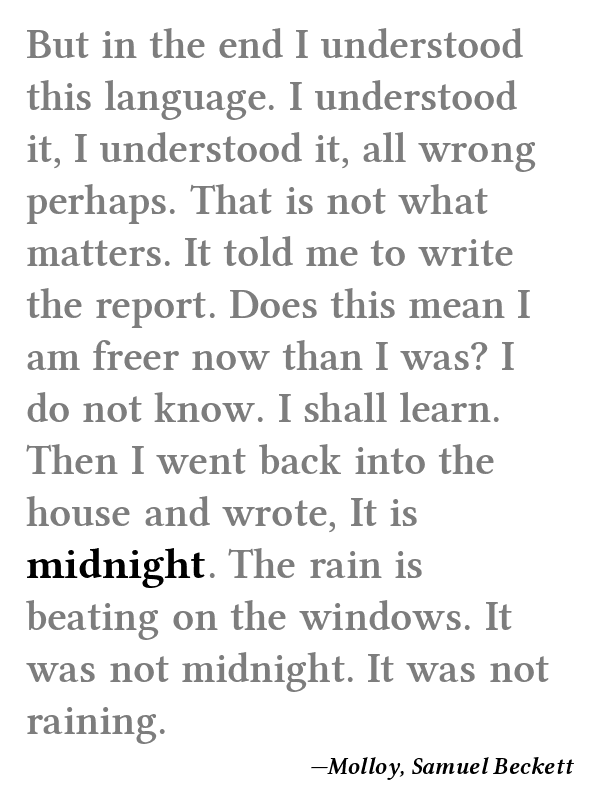 But in the end I understood
this language. I understood
it, I understood it, all wrong
perhaps. That is not what
matters. It told me to write
the report. Does this mean I
am freer now than I was? I
do not know. I shall learn.
Then I went back into the
house and wrote, It is
midnight. The rain is
beating on the windows. It
was not midnight. It was not
raining.
—Molloy, Samuel Beckett